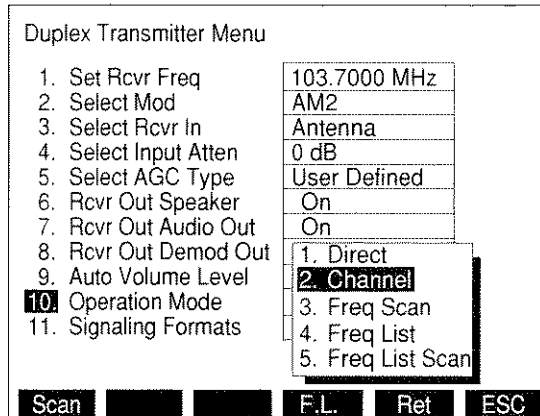 Duplex Transmitter Menu
1. Set Rcvr Freq 103.7000 MHz
2. Select Mod AM2
3. Select Rcvr In Antenna
4. Select Input Atten 0 dB
5. Select AGC Type User Defined
6. Rcvr Out Speaker On
7. Rcvr Out Audio Out On
8. Rcvr Out Demod Out
9. Auto Volume Level
10. Operation Mode
11. Signaling Formats
1. Direct
2. Channel
3. Freq Scan
4. Freq List
5. Freq List Scan
Scan F.L. Ret ESC